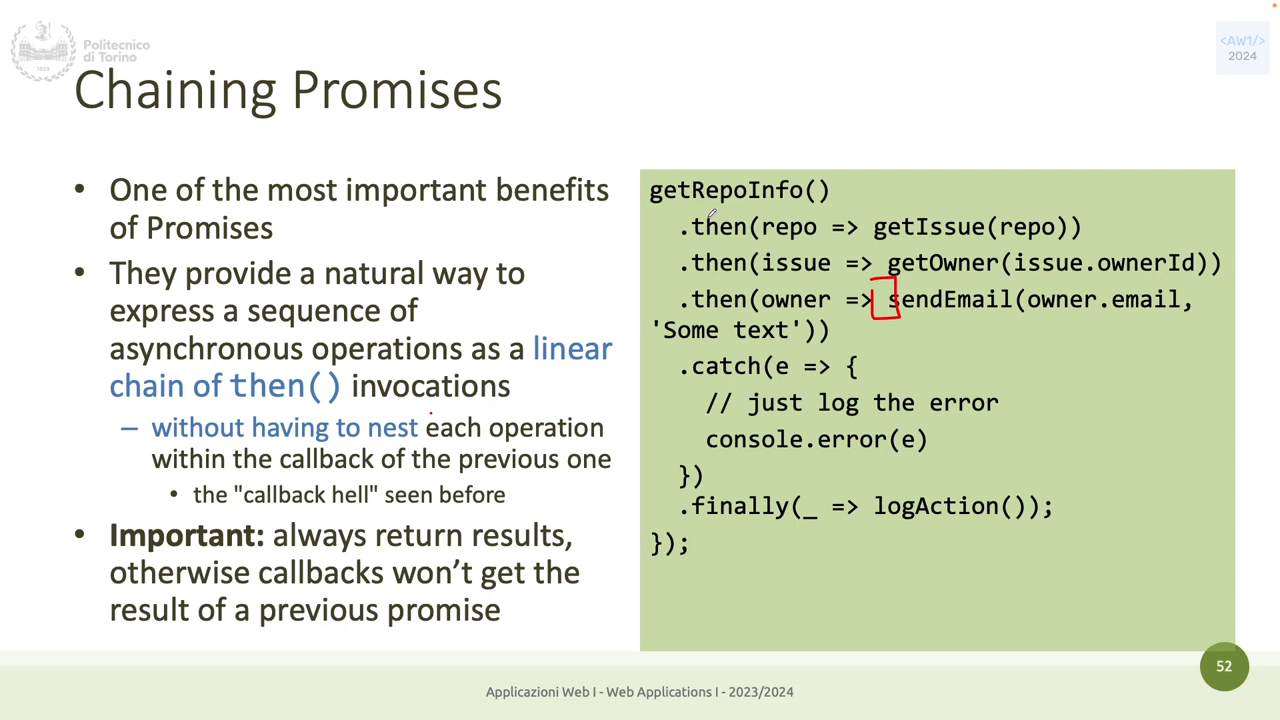 Politecnico
di Torino
<AW1/>
2024
Chaining Promises
• One of the most important benefits
of Promises
• They provide a natural way to
express a sequence of
asynchronous operations as a linear
chain of then() invocations
– without having to nest each operation
within the callback of the previous one
• the "callback hell" seen before
• Important: always return results,
otherwise callbacks won’t get the
result of a previous promise
getRepoInfo()
.then(repo => getIssue(repo))
.then(issue => getOwner(issue.ownerId))
.then(owner => sendEmail(owner.email,
'Some text'))
.catch(e => {
// just log the error
console.error(e)
})
.finally(_ => logAction());
});
52
Applicazioni Web I - Web Applications I - 2023/2024